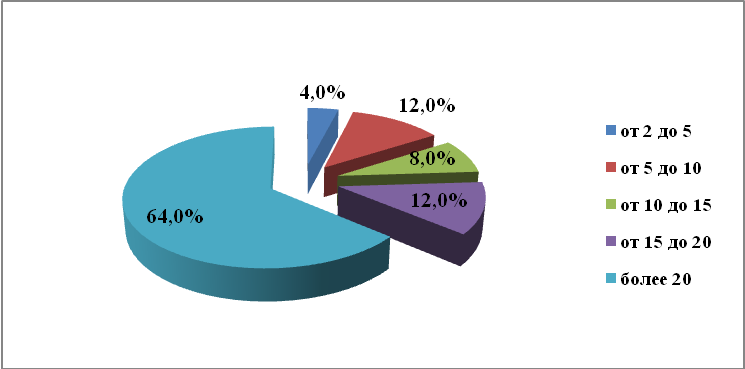 4,0%
12,0%
8,0%
12,0%
64,0%
от 2 до 5
от 5 до 10
от 10 до 15
от 15 до 20
более 20